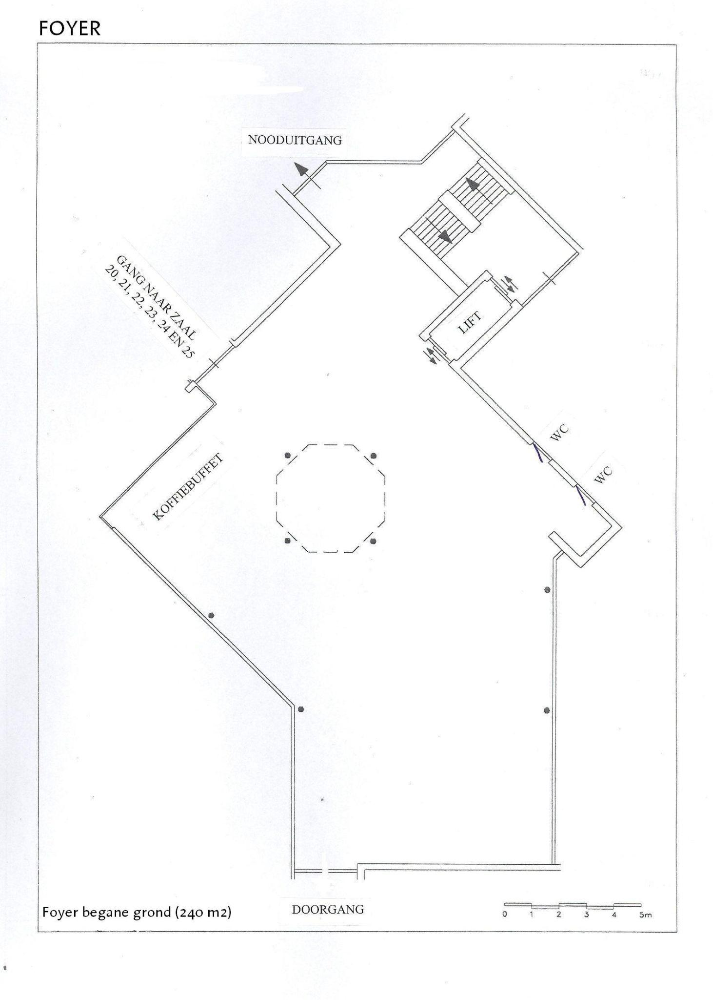 FOYER
NOODUITGANG
GANG NAAR ZAAL
20, 21, 22, 23, 24 EN 25
LIFT
WC
WC
KOFFIEBUFFET
Foyer begane grond (240 m2)
DOORGANG
0 1 2 3 4 5m